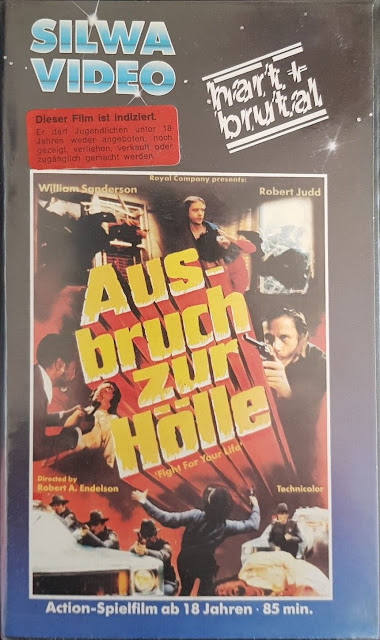 SILWA
VIDEO
hart +
brutal
Dieser Film ist indiziert.
Er darf Jugendlichen unter 18
Jahren weder angeboten, noch
gezeigt, verliehen, verkauft oder
zugänglich gemacht werden.
Royal Company presents:
William Sanderson
Robert Judd
Aus-
bruch
zur
Hölle
'Fight For Your Life'
Directed by
Robert A. Endelson
Technicolor
Action-Spielfilm ab 18 Jahren · 85 min.